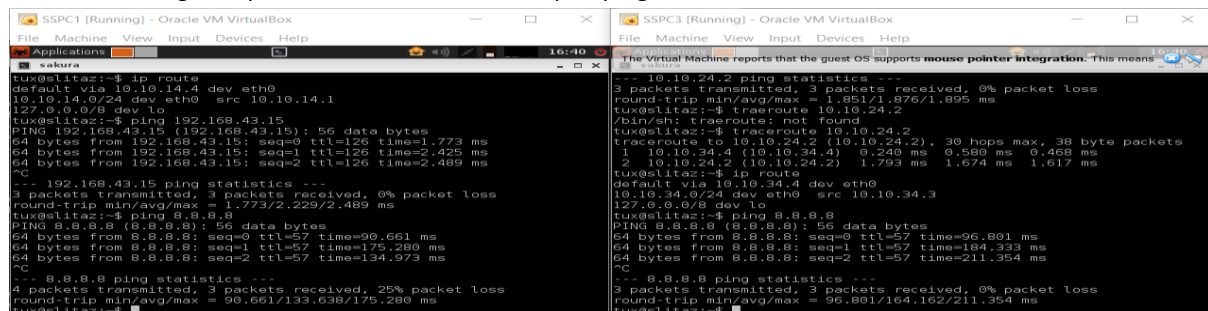 SSPC1 [Running] - Oracle VM VirtualBox
File Machine View Input Devices Help
Applications
16:40
sakura
tux@slitaz:~$ ip route
default via 10.10.14.4 dev eth0
10.10.14.0/24 dev eth0 src 10.10.14.1
127.0.0.0/8 dev lo
tux@slitaz:~$ ping 192.168.43.15
PING 192.168.43.15 (192.168.43.15): 56 data bytes
64 bytes from 192.168.43.15: seq=0 ttl=126 time=1.773 ms
64 bytes from 192.168.43.15: seq=1 ttl=126 time=2.425 ms
64 bytes from 192.168.43.15: seq=2 ttl=126 time=2.489 ms
^C
--- 192.168.43.15 ping statistics ---
3 packets transmitted, 3 packets received, 0% packet loss
round-trip min/avg/max = 1.773/2.229/2.489 ms
tux@slitaz:~$ ping 8.8.8.8
PING 8.8.8.8 (8.8.8.8): 56 data bytes
64 bytes from 8.8.8.8: seq=0 ttl=57 time=90.661 ms
64 bytes from 8.8.8.8: seq=1 ttl=57 time=175.280 ms
64 bytes from 8.8.8.8: seq=2 ttl=57 time=134.973 ms
^C
--- 8.8.8.8 ping statistics ---
4 packets transmitted, 3 packets received, 25% packet loss
round-trip min/avg/max = 90.661/133.638/175.280 ms
tux@slitaz:~$
SSPC3 [Running] - Oracle VM VirtualBox
File Machine View Input Devices Help
Applications
16:40
The Virtual Machine reports that the guest OS supports mouse pointer integration. This means
sakura
--- 10.10.24.2 ping statistics ---
3 packets transmitted, 3 packets received, 0% packet loss
round-trip min/avg/max = 1.851/1.876/1.895 ms
tux@slitaz:~$ traeroute 10.10.24.2
/bin/sh: traeroute: not found
tux@slitaz:~$ traceroute 10.10.24.2
traceroute to 10.10.24.2 (10.10.24.2), 30 hops max, 38 byte packets
1 10.10.34.4 (10.10.34.4) 0.240 ms 0.580 ms 0.468 ms
2 10.10.24.2 (10.10.24.2) 1.793 ms 1.674 ms 1.617 ms
tux@slitaz:~$ ip route
default via 10.10.34.4 dev eth0
10.10.34.0/24 dev eth0 src 10.10.34.3
127.0.0.0/8 dev lo
tux@slitaz:~$ ping 8.8.8.8
PING 8.8.8.8 (8.8.8.8): 56 data bytes
64 bytes from 8.8.8.8: seq=0 ttl=57 time=96.801 ms
64 bytes from 8.8.8.8: seq=1 ttl=57 time=184.333 ms
64 bytes from 8.8.8.8: seq=2 ttl=57 time=211.354 ms
^C
--- 8.8.8.8 ping statistics ---
3 packets transmitted, 3 packets received, 0% packet loss
round-trip min/avg/max = 96.801/164.162/211.354 ms
tux@slitaz:~$